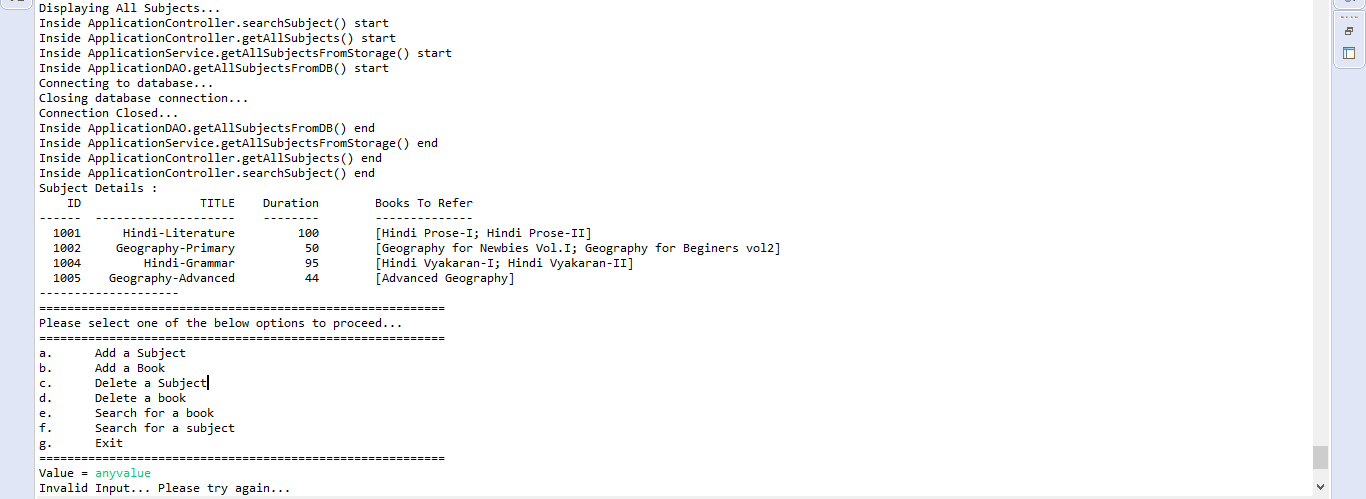 Displaying All Subjects...
Inside ApplicationController.searchSubject() start
Inside ApplicationController.getAllSubjects() start
Inside ApplicationService.getAllSubjectsFromStorage() start
Inside ApplicationDAO.getAllSubjectsFromDB() start
Connecting to database...
Closing database connection...
Connection Closed...
Inside ApplicationDAO.getAllSubjectsFromDB() end
Inside ApplicationService.getAllSubjectsFromStorage() end
Inside ApplicationController.getAllSubjects() end
Inside ApplicationController.searchSubject() end
Subject Details :
    ID                 TITLE    Duration        Books To Refer
------  --------------------    --------        --------------
  1001      Hindi-Literature         100        [Hindi Prose-I; Hindi Prose-II]
  1002     Geography-Primary          50        [Geography for Newbies Vol.I; Geography for Beginers vol2]
  1004         Hindi-Grammar          95        [Hindi Vyakaran-I; Hindi Vyakaran-II]
  1005    Geography-Advanced          44        [Advanced Geography]
--------------------
==========================================================
Please select one of the below options to proceed...
==========================================================
a.      Add a Subject
b.      Add a Book
c.      Delete a Subject
d.      Delete a book
e.      Search for a book
f.      Search for a subject
g.      Exit
==========================================================
Value = anyvalue
Invalid Input... Please try again...